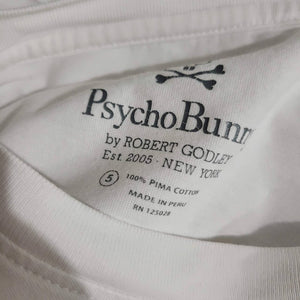 PsychoBunn
by ROBERT GODLEY
Est. 2005 · NEW YORK
5 100% PIMA COTTON
MADE IN PERU
RN 125028